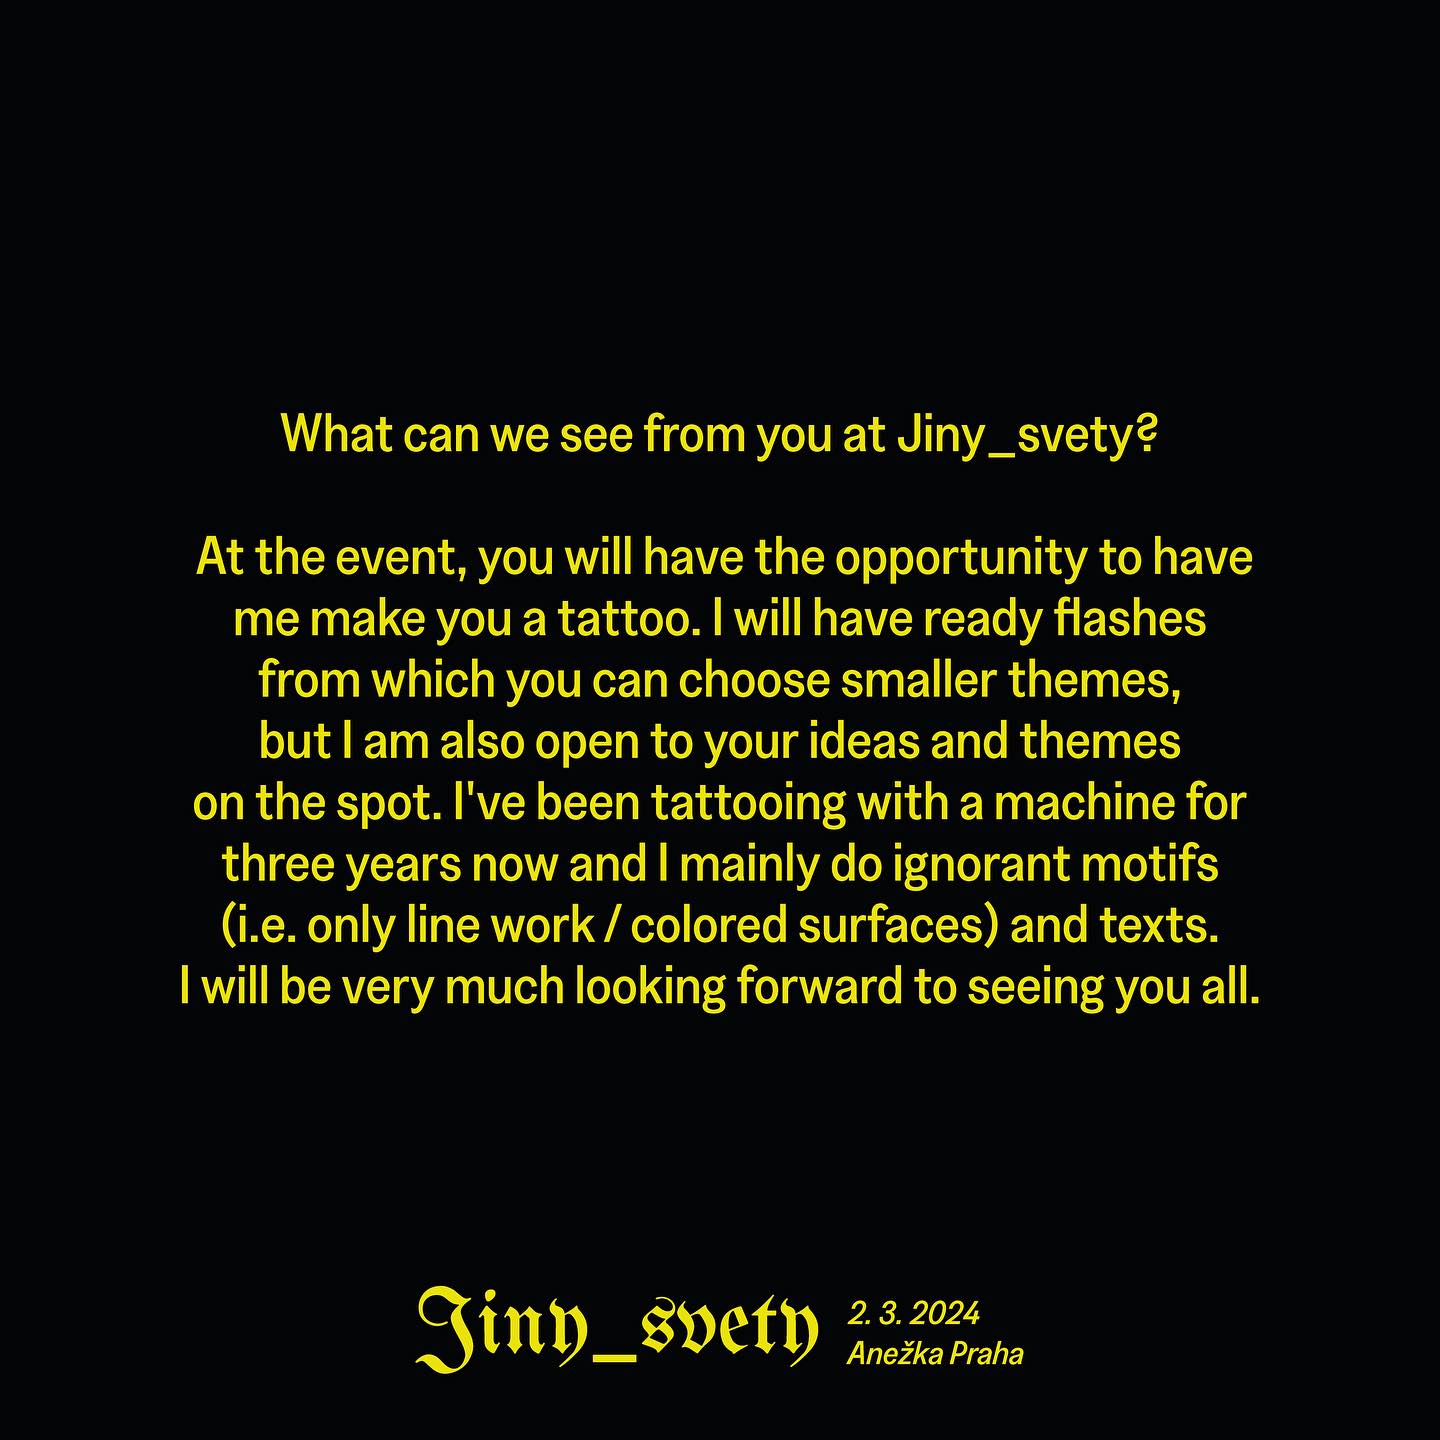 What can we see from you at Jiny_svety?
At the event, you will have the opportunity to have
me make you a tattoo. I will have ready flashes
from which you can choose smaller themes,
but I am also open to your ideas and themes
on the spot. I've been tattooing with a machine for
three years now and I mainly do ignorant motifs
(i.e. only line work / colored surfaces) and texts.
I will be very much looking forward to seeing you all.
Jiny_svety
2. 3. 2024
Anežka Praha